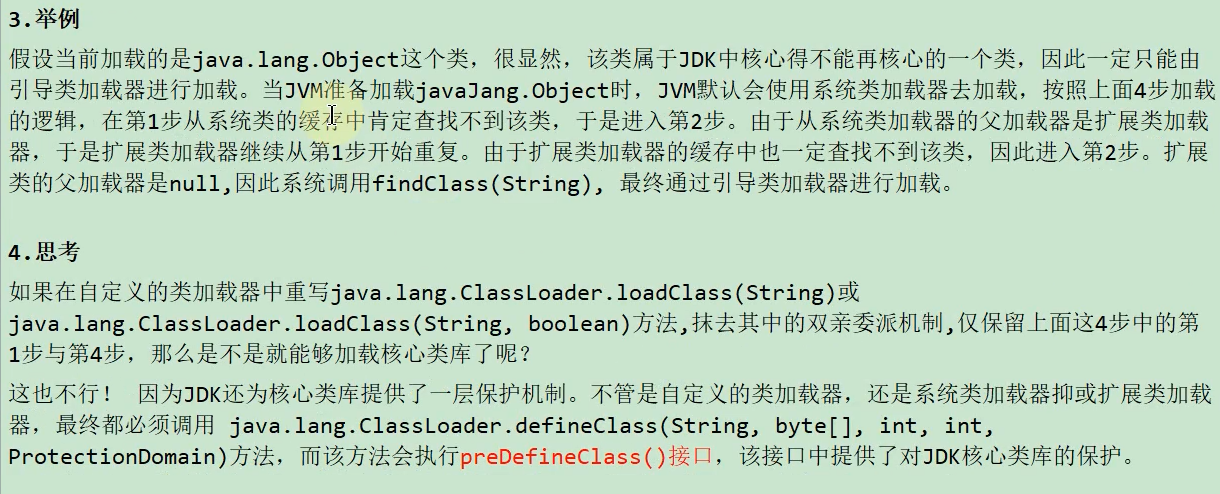 3.举例
假设当前加载的是java.lang.Object这个类，很显然，该类属于JDK中核心得不能再核心的一个类，因此一定只能由
引导类加载器进行加载。当JVM准备加载javaJang.Object时，JVM默认会使用系统类加载器去加载，按照上面4步加载
的逻辑，在第1步从系统类的缓存中肯定查找不到该类，于是进入第2步。由于从系统类加载器的父加载器是扩展类加载
器，于是扩展类加载器继续从第1步开始重复。由于扩展类加载器的缓存中也一定查找不到该类，因此进入第2步。扩展
类的父加载器是null,因此系统调用findClass(String), 最终通过引导类加载器进行加载。
4.思考
如果在自定义的类加载器中重写java.lang.ClassLoader.loadClass(String)或
java.lang.ClassLoader.loadClass(String, boolean)方法,抹去其中的双亲委派机制,仅保留上面这4步中的第
1步与第4步，那么是不是就能够加载核心类库了呢？
这也不行！ 因为JDK还为核心类库提供了一层保护机制。不管是自定义的类加载器，还是系统类加载器抑或扩展类加载
器，最终都必须调用 java.lang.ClassLoader.defineClass(String, byte[], int, int,
ProtectionDomain)方法，而该方法会执行preDefineClass()接口，该接口中提供了对JDK核心类库的保护。